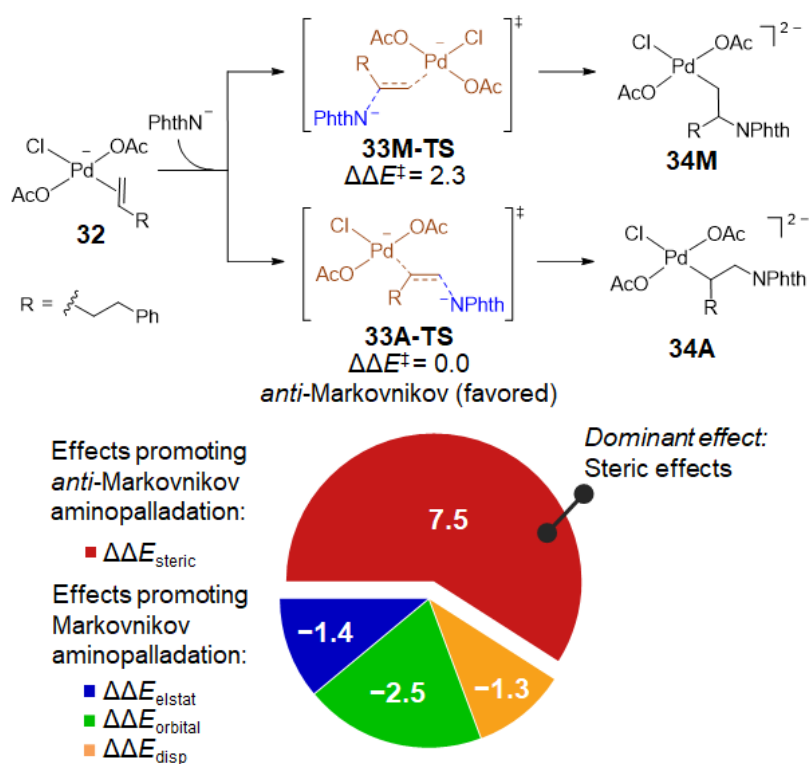 Cl
Pd
−
OAc
AcO
R
32
PhthN−
AcO
−
Cl
Pd
R
OAc
PhthN−
‡
33M-TS
ΔΔE‡ = 2.3
Cl
OAc
2 −
Pd
AcO
R
NPhth
34M
Cl
−
OAc
Pd
AcO
R
−NPhth
‡
33A-TS
ΔΔE‡ = 0.0
anti-Markovnikov (favored)
Cl
OAc
2 −
Pd
NPhth
AcO
R
34A
R =
Ph
Effects promoting
anti-Markovnikov
aminopalladation:
ΔΔEsteric
Effects promoting
Markovnikov
aminopalladation:
ΔΔEelstat
ΔΔEorbital
ΔΔEdisp
Dominant effect:
Steric effects
7.5
−1.4
−2.5
−1.3